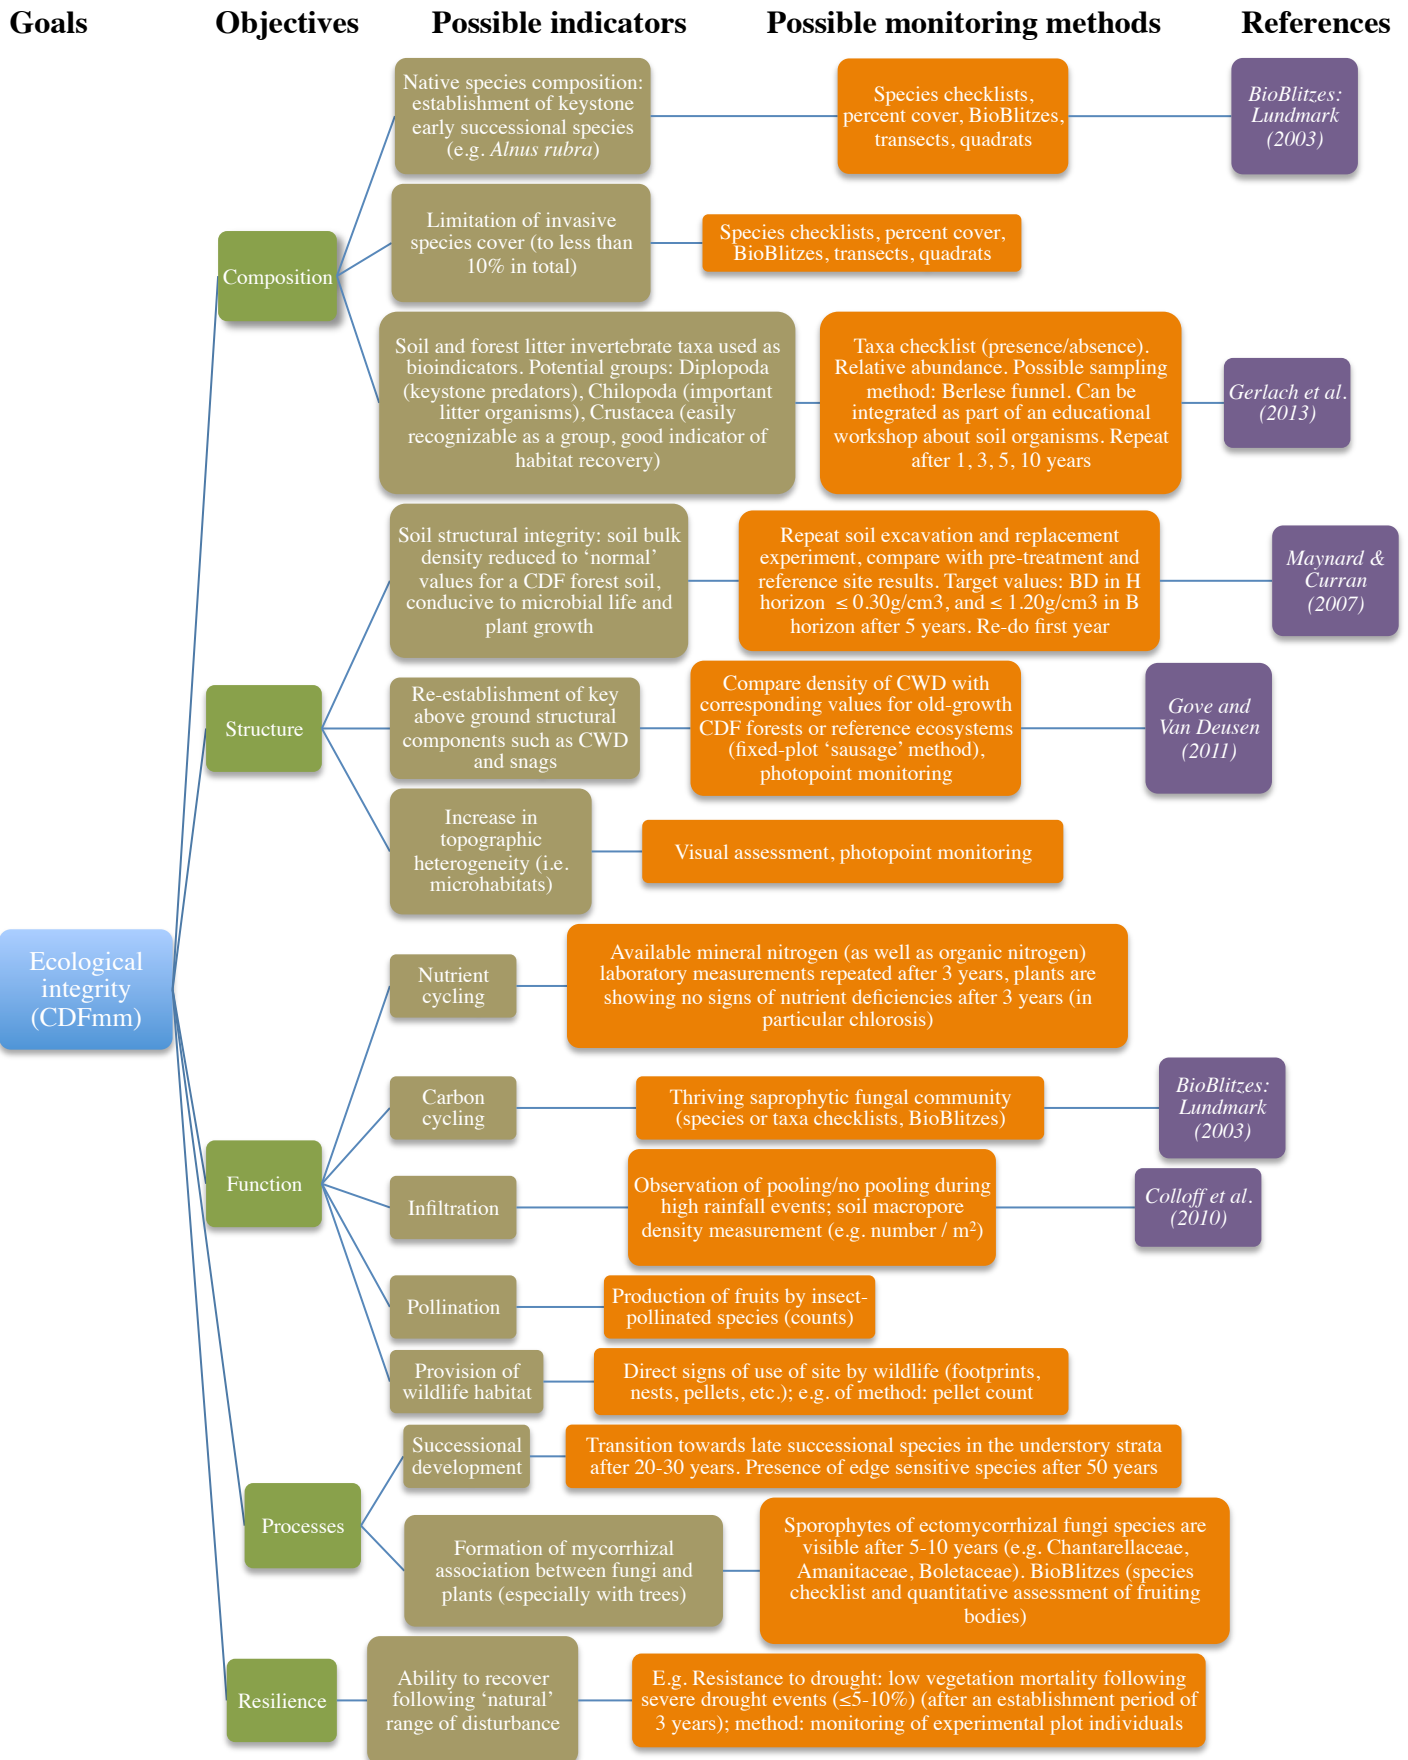 Goals
Objectives
Possible indicators
Possible monitoring methods
References
Ecological
integrity
(CDFmm)
Composition
Native species composition:
establishment of keystone
early successional species
(e.g. Alnus rubra)
Species checklists,
percent cover, BioBlitzes,
transects, quadrats
BioBlitzes:
Lundmark
(2003)
Limitation of invasive
species cover (to less than
10% in total)
Species checklists, percent cover,
BioBlitzes, transects, quadrats
Soil and forest litter invertebrate taxa used as
bioindicators. Potential groups: Diplopoda
(keystone predators), Chilopoda (important
litter organisms), Crustacea (easily
recognizable as a group, good indicator of
habitat recovery)
Taxa checklist (presence/absence).
Relative abundance. Possible sampling
method: Berlese funnel. Can be
integrated as part of an educational
workshop about soil organisms. Repeat
after 1, 3, 5, 10 years
Gerlach et al.
(2013)
Structure
Soil structural integrity: soil bulk
density reduced to ‘normal’
values for a CDF forest soil,
conducive to microbial life and
plant growth
Repeat soil excavation and replacement
experiment, compare with pre-treatment and
reference site results. Target values: BD in H
horizon ≤ 0.30g/cm3, and ≤ 1.20g/cm3 in B
horizon after 5 years. Re-do first year
Maynard &
Curran
(2007)
Re-establishment of key
above ground structural
components such as CWD
and snags
Compare density of CWD with
corresponding values for old-growth
CDF forests or reference ecosystems
(fixed-plot ‘sausage’ method),
photopoint monitoring
Gove and
Van Deusen
(2011)
Increase in
topographic
heterogeneity (i.e.
microhabitats)
Visual assessment, photopoint monitoring
Function
Nutrient
cycling
Available mineral nitrogen (as well as organic nitrogen)
laboratory measurements repeated after 3 years, plants are
showing no signs of nutrient deficiencies after 3 years (in
particular chlorosis)
Carbon
cycling
Thriving saprophytic fungal community
(species or taxa checklists, BioBlitzes)
BioBlitzes:
Lundmark
(2003)
Infiltration
Observation of pooling/no pooling during
high rainfall events; soil macropore
density measurement (e.g. number / m²)
Colloff et al.
(2010)
Pollination
Production of fruits by insect-
pollinated species (counts)
Provision of
wildlife habitat
Direct signs of use of site by wildlife (footprints,
nests, pellets, etc.); e.g. of method: pellet count
Processes
Successional
development
Transition towards late successional species in the understory strata
after 20-30 years. Presence of edge sensitive species after 50 years
Formation of mycorrhizal
association between fungi and
plants (especially with trees)
Sporophytes of ectomycorrhizal fungi species are
visible after 5-10 years (e.g. Chantarellaceae,
Amanitaceae, Boletaceae). BioBlitzes (species
checklist and quantitative assessment of fruiting
bodies)
Resilience
Ability to recover
following ‘natural’
range of disturbance
E.g. Resistance to drought: low vegetation mortality following
severe drought events (≤5-10%) (after an establishment period of
3 years); method: monitoring of experimental plot individuals